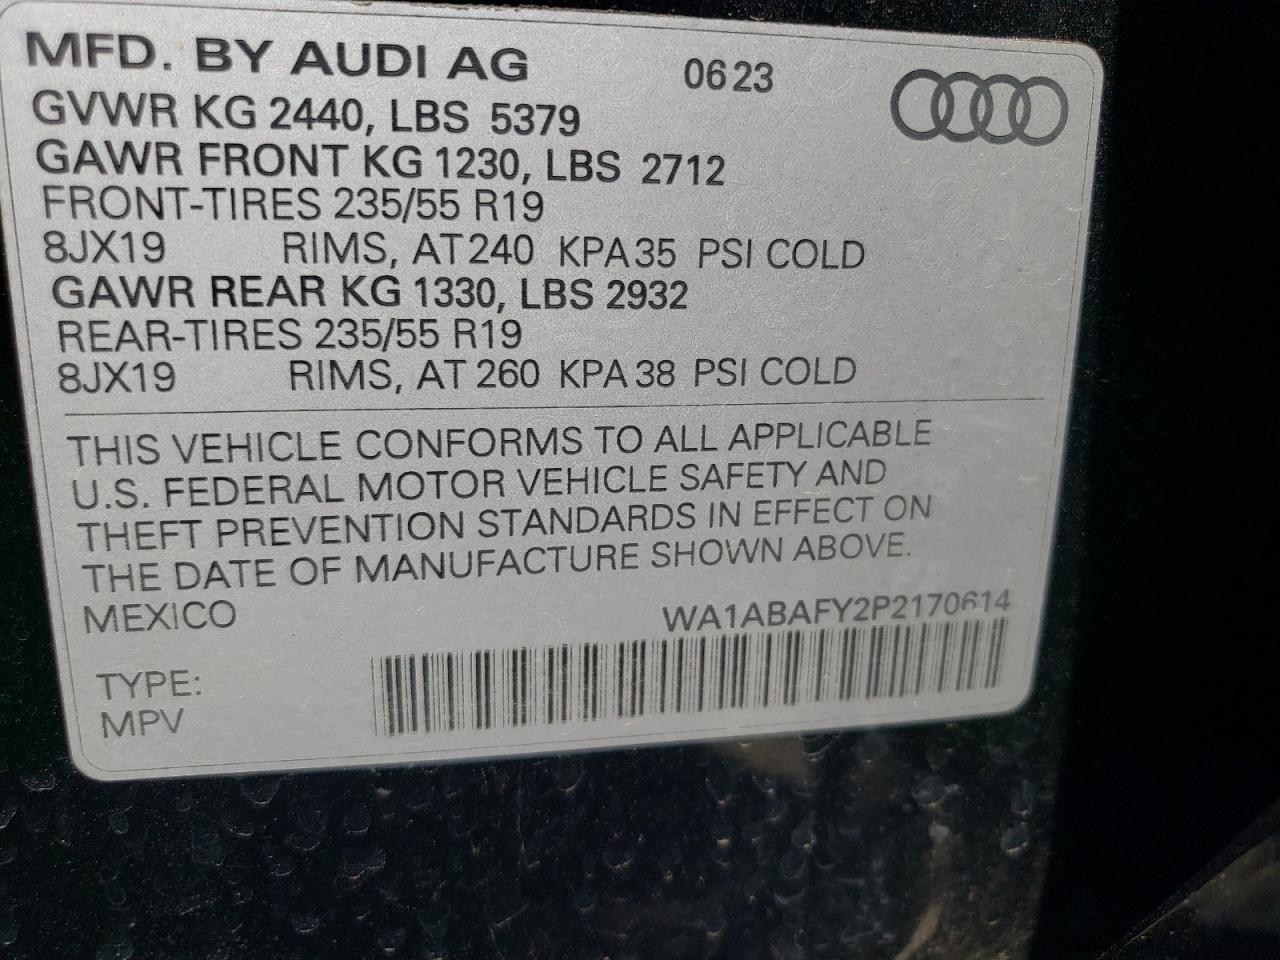 MFD. BY AUDI AG 0623
GVWR KG 2440, LBS 5379
GAWR FRONT KG 1230, LBS 2712
FRONT-TIRES 235/55 R19
8JX19 RIMS, AT 240 KPA 35 PSI COLD
GAWR REAR KG 1330, LBS 2932
REAR-TIRES 235/55 R19
8JX19 RIMS, AT 260 KPA 38 PSI COLD
THIS VEHICLE CONFORMS TO ALL APPLICABLE
U.S. FEDERAL MOTOR VEHICLE SAFETY AND
THEFT PREVENTION STANDARDS IN EFFECT ON
THE DATE OF MANUFACTURE SHOWN ABOVE.
MEXICO WA1ABAFY2P2170614
TYPE:
MPV